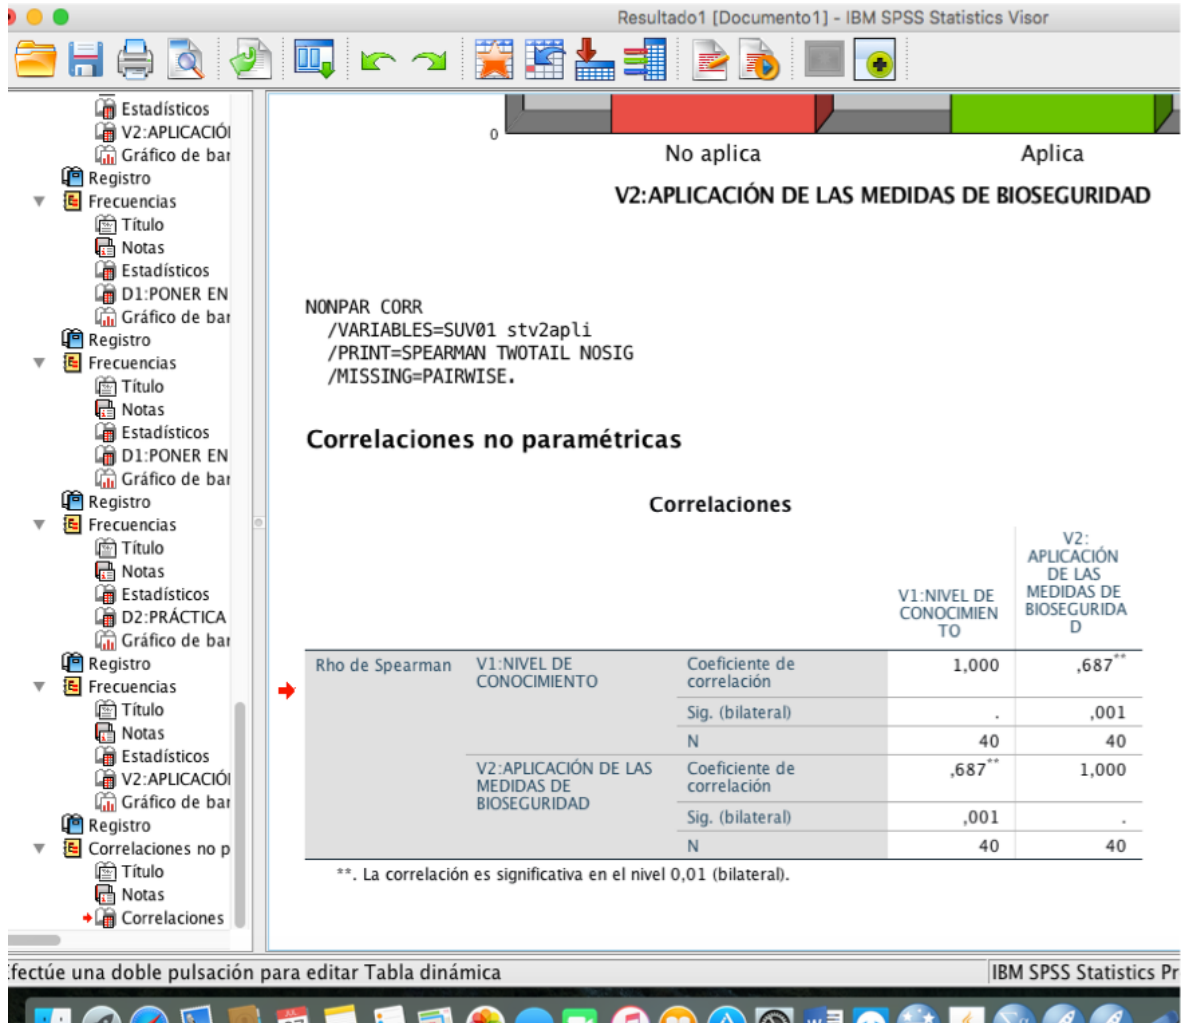 Resultado1 [Documento1] - IBM SPSS Statistics Visor
Estadísticos
V2:APLICACIÓ
Gráfico de bar
Registro
Frecuencias
Título
Notas
Estadísticos
D1:PONER EN
Gráfico de bar
Registro
Frecuencias
Título
Notas
Estadísticos
D1:PONER EN
Gráfico de bar
Registro
Frecuencias
Título
Notas
Estadísticos
D2:PRÁCTICA
Gráfico de bar
Registro
Frecuencias
Título
Notas
Estadísticos
V2:APLICACIÓ
Gráfico de bar
Registro
Correlaciones no p
Título
Notas
Correlaciones
0
No aplica Aplica
V2:APLICACIÓN DE LAS MEDIDAS DE BIOSEGURIDAD
NONPAR CORR
/VARIABLES=SUV01 stv2apli
/PRINT=SPEARMAN TWOTAIL NOSIG
/MISSING=PAIRWISE.
Correlaciones no paramétricas
Correlaciones
V1:NIVEL DE
CONOCIMIEN
TO
V2:
APLICACIÓN
DE LAS
MEDIDAS DE
BIOSEGURIDA
D
Rho de Spearman
V1:NIVEL DE
CONOCIMIENTO
Coeficiente de
correlación
1,000 ,687**
Sig. (bilateral) . ,001
N 40 40
V2:APLICACIÓN DE LAS
MEDIDAS DE
BIOSEGURIDAD
Coeficiente de
correlación
,687** 1,000
Sig. (bilateral) ,001 .
N 40 40
**. La correlación es significativa en el nivel 0,01 (bilateral).
fectúe una doble pulsación para editar Tabla dinámica
IBM SPSS Statistics Pr